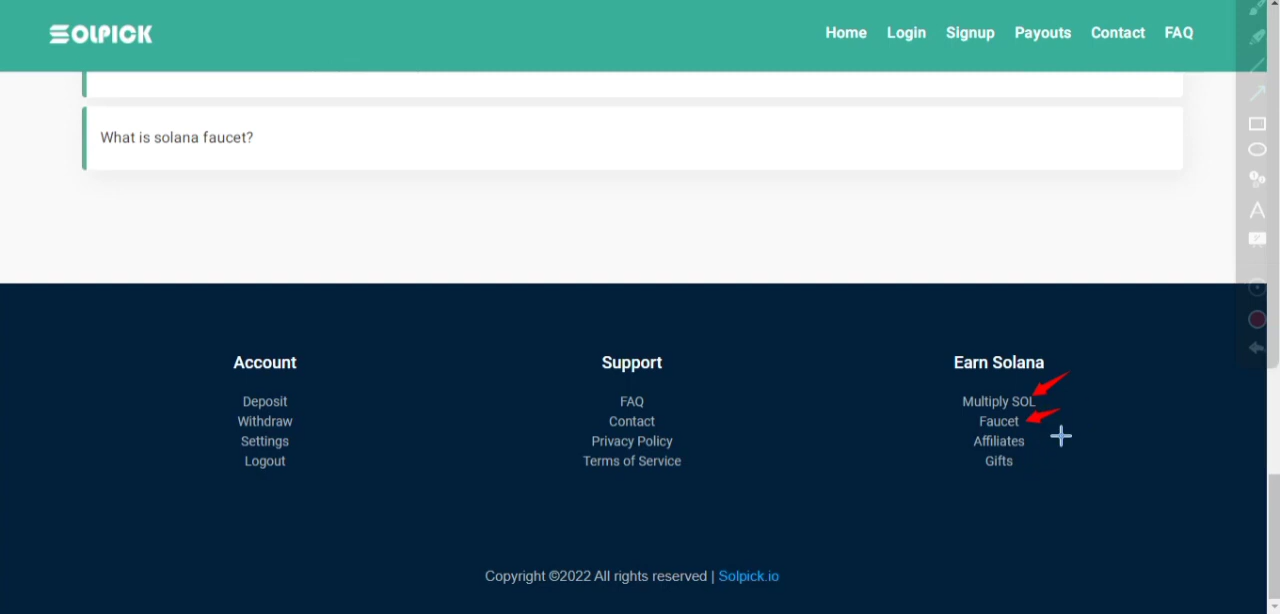 SOLPICK
Home Login Signup Payouts Contact FAQ
What is solana faucet?
Account
Deposit
Withdraw
Settings
Logout
Support
FAQ
Contact
Privacy Policy
Terms of Service
Earn Solana
Multiply SOL
Faucet
Affiliates
Gifts
Copyright ©2022 All rights reserved | Solpick.io